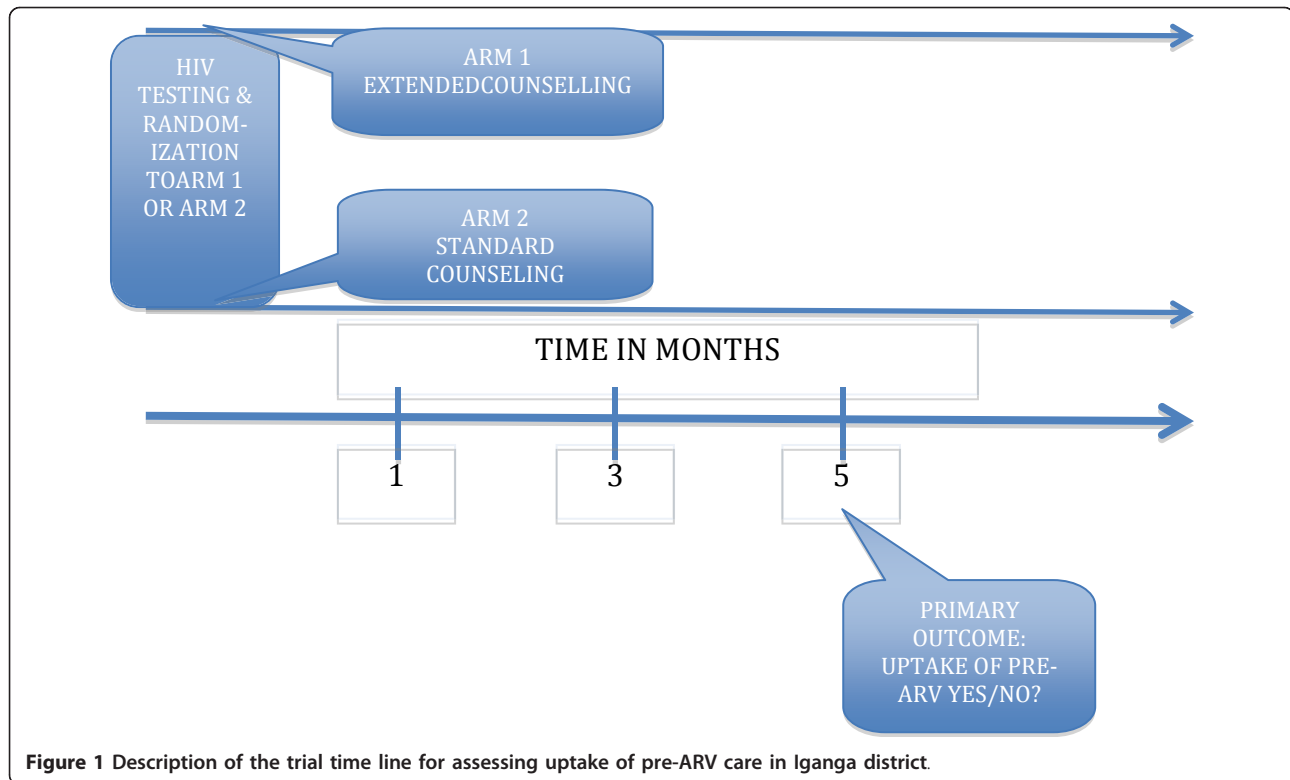 HIV
TESTING &
RANDOM-
IZATION
TOARM 1
OR ARM 2
ARM 1
EXTENDEDCOUNSELLING
ARM 2
STANDARD
COUNSELING
TIME IN MONTHS
1
3
5
PRIMARY
OUTCOME:
UPTAKE OF PRE-
ARV YES/NO?
Figure 1 Description of the trial time line for assessing uptake of pre-ARV care in Iganga district.